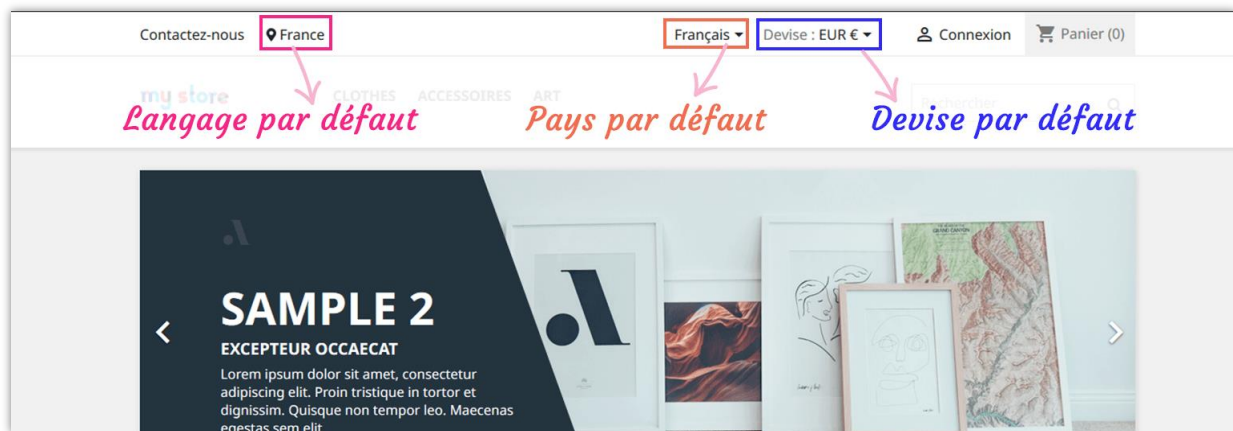 Contactez-nous France Français Devise : EUR € Connexion Panier (0)
my store CLOTHES ACCESSOIRES ART Rechercher
Langage par défaut Pays par défaut Devise par défaut
SAMPLE 2
EXCEPTEUR OCCAECAT
Lorem ipsum dolor sit amet, consectetur
adipiscing elit. Proin tristique in tortor et
dignissim. Quisque non tempor leo. Maecenas
egestas sem elit
GRAND CANYON